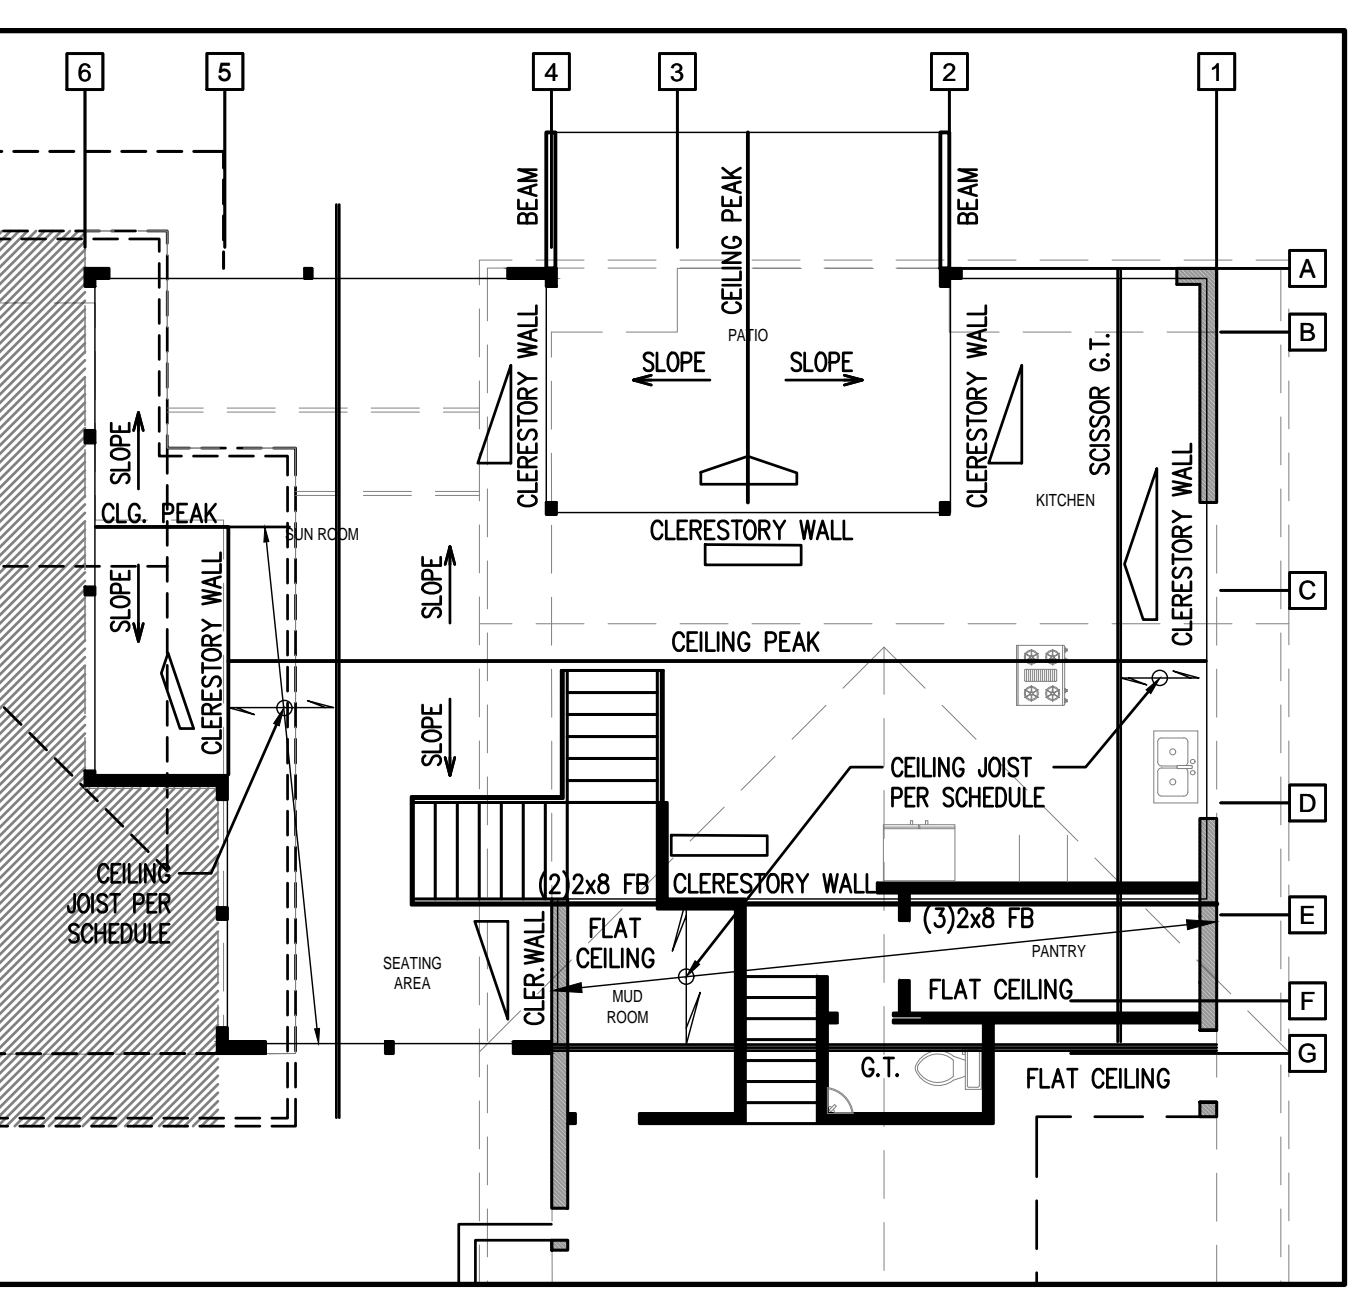 6
5
4
3
2
1
BEAM
CEILING PEAK
BEAM
A
B
C
D
E
F
G
PATIO
SLOPE
SLOPE
CLERESTORY WALL
CLERESTORY WALL
SCISSOR G.T.
CLERESTORY WALL
KITCHEN
SLOPE
CLG. PEAK
SUN ROOM
CLERESTORY WALL
SLOPE
CLERESTORY WALL
SLOPE
CEILING PEAK
SLOPE
CEILING JOIST
PER SCHEDULE
CEILING
JOIST PER
SCHEDULE
(2)2x8 FB
CLERESTORY WALL
(3)2x8 FB
FLAT
CEILING
CLER.WALL
SEATING
AREA
MUD
ROOM
PANTRY
FLAT CEILING
G.T.
FLAT CEILING